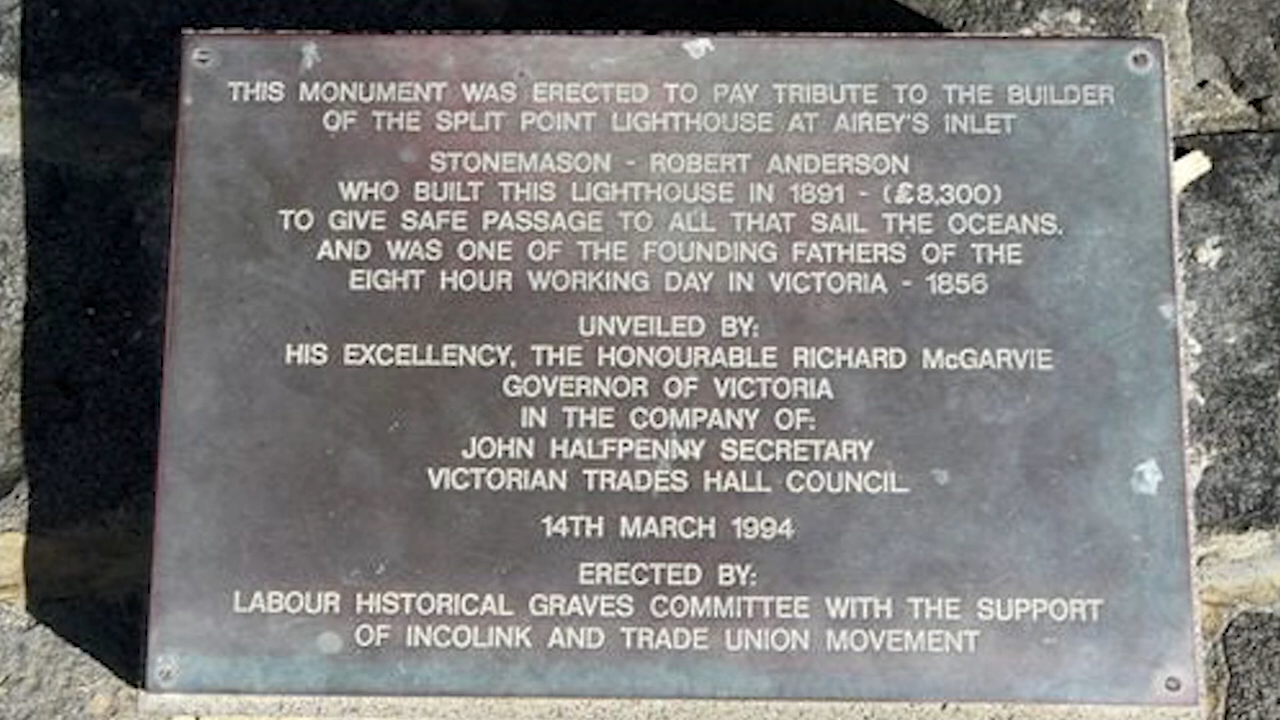 THIS MONUMENT WAS ERECTED TO PAY TRIBUTE TO THE BUILDER
OF THE SPLIT POINT LIGHTHOUSE AT AIREY'S INLET
STONEMASON - ROBERT ANDERSON
WHO BUILT THIS LIGHTHOUSE IN 1891 - (£8,300)
TO GIVE SAFE PASSAGE TO ALL THAT SAIL THE OCEANS.
AND WAS ONE OF THE FOUNDING FATHERS OF THE
EIGHT HOUR WORKING DAY IN VICTORIA - 1856
UNVEILED BY:
HIS EXCELLENCY, THE HONOURABLE RICHARD McGARVIE
GOVERNOR OF VICTORIA
IN THE COMPANY OF:
JOHN HALFPENNY SECRETARY
VICTORIAN TRADES HALL COUNCIL
14TH MARCH 1994
ERECTED BY:
LABOUR HISTORICAL GRAVES COMMITTEE WITH THE SUPPORT
OF INCOLINK AND TRADE UNION MOVEMENT